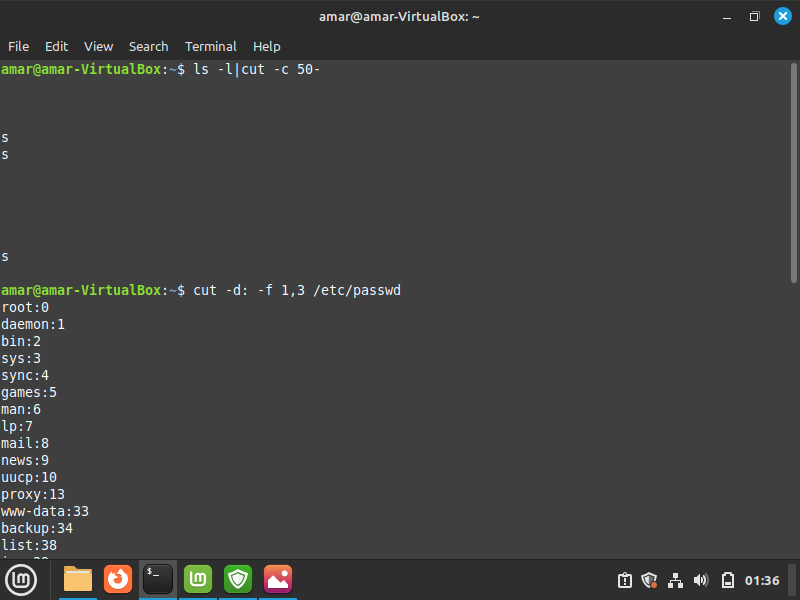 amar@amar-VirtualBox: ~
File Edit View Search Terminal Help
amar@amar-VirtualBox:~$ ls -l|cut -c 50-
s
s
s
amar@amar-VirtualBox:~$ cut -d: -f 1,3 /etc/passwd
root:0
daemon:1
bin:2
sys:3
sync:4
games:5
man:6
lp:7
mail:8
news:9
uucp:10
proxy:13
www-data:33
backup:34
list:38
$_
01:36